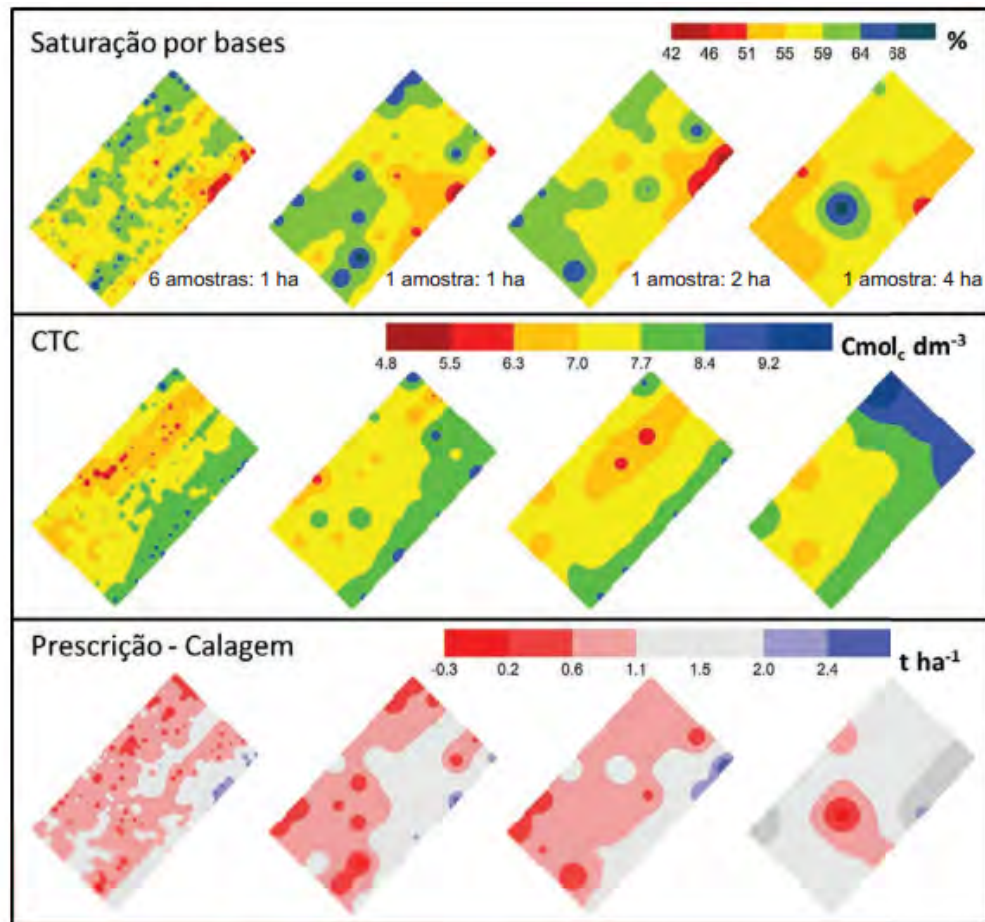 Saturação por bases
%
42 46 51 55 59 64 68
6 amostras: 1 ha
1 amostra: 1 ha
1 amostra: 2 ha
1 amostra: 4 ha
CTC
Cmol_c dm⁻³
4.8 5.5 6.3 7.0 7.7 8.4 9.2
Prescrição - Calagem
t ha⁻¹
-0.3 0.2 0.6 1.1 1.5 2.0 2.4